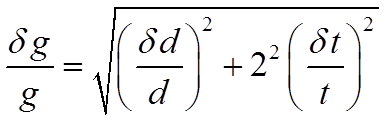 δg/g = √((δd/d)² + 2²(δt/t)²)